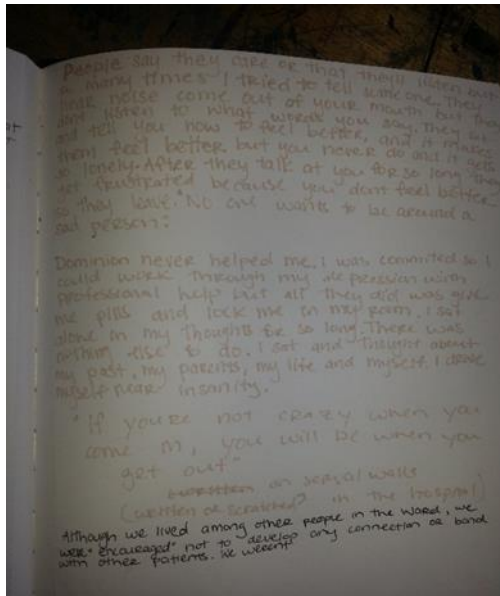 People say they care or that they'll listen but
many times I tried to tell someone. They
hear noise come out of your mouth but they
don't listen to what words you say. They sit
and tell you how to feel better, and it makes
them feel better but you never do and it gets
so lonely. After they talk at you for so long they
get frustrated because you dont feel better
so they leave. "No one wants to be around a
sad person."
Dominion never helped me. I was commited so I
could work through my depression with
professional help but all they did was give
me pills and lock me in my room. I sat
alone in my thoughts for so long. There was
nothing else to do. I sat and thought about
my past, my parents, my life and myself. I drove
myself near insanity.
"If you're not crazy when you
come in, you will be when you
get out"
on several walls
(written or scratched) in the hospital)
Although we lived among other people in the ward, we
were "encouraged" not to develop any connection or bond
with other patients. We weren't